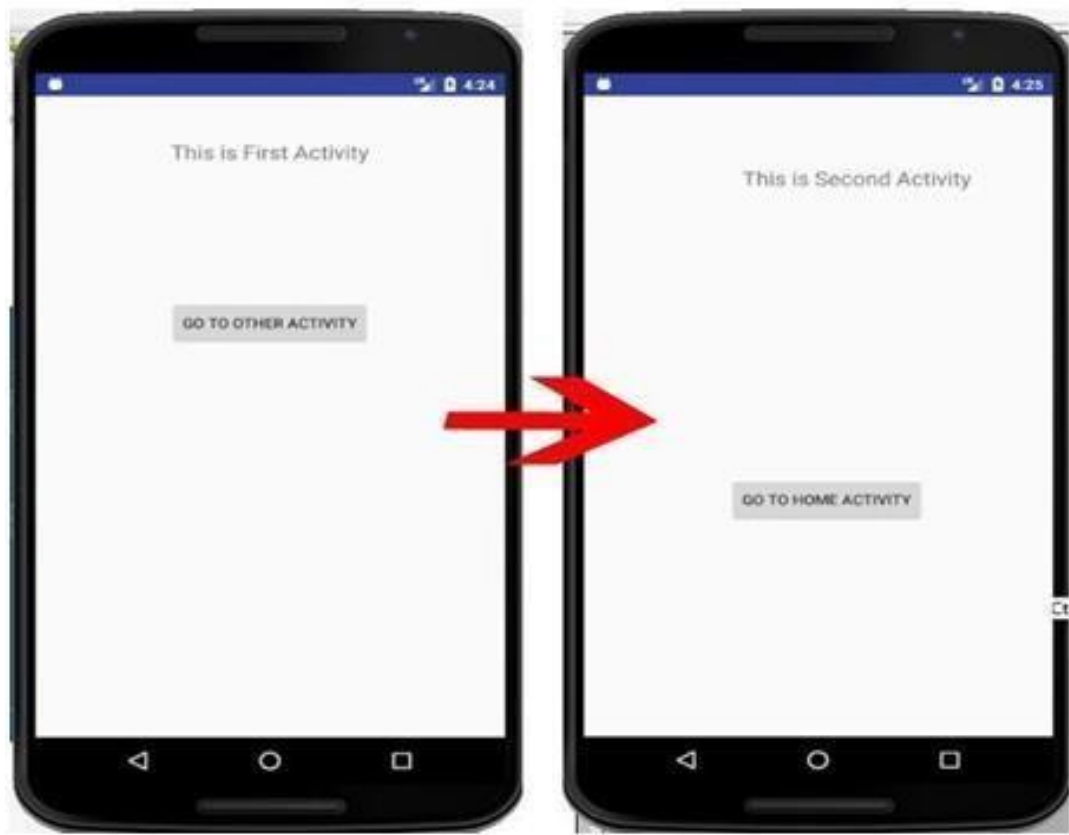 4:24
This is First Activity
GO TO OTHER ACTIVITY
4:25
This is Second Activity
GO TO HOME ACTIVITY
Ct